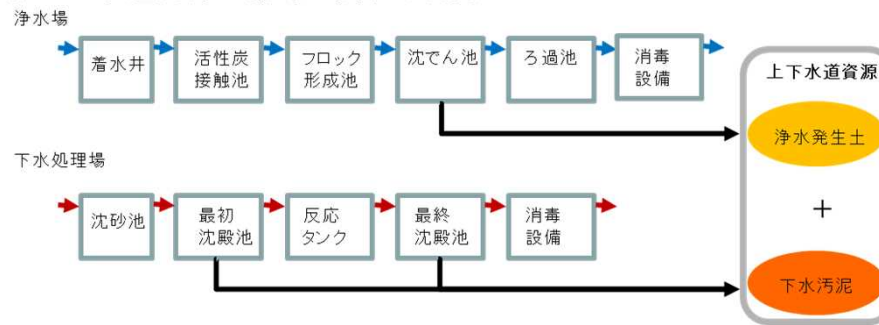 浄水場
着水井
活性炭
接触池
フロック
形成池
沈でん池
ろ過池
消毒
設備
上下水道資源
浄水発生土
+
下水処理場
沈砂池
最初
沈殿池
反応
タンク
最終
沈殿池
消毒
設備
下水汚泥